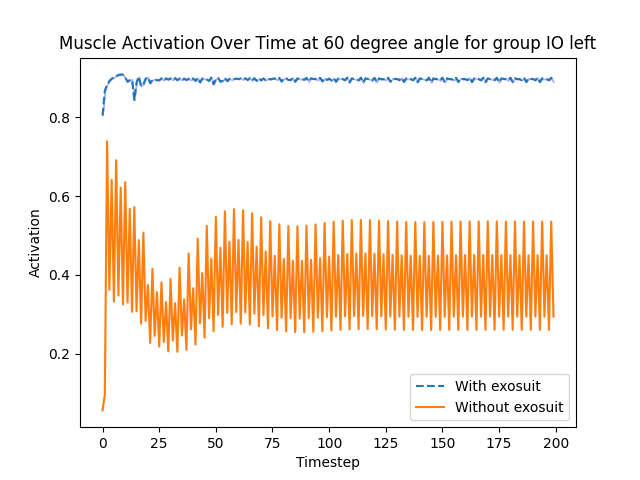 Muscle Activation Over Time at 60 degree angle for group IO left
Activation
0.8
0.6
0.4
0.2
With exosuit
Without exosuit
0 25 50 75 100 125 150 175 200
Timestep